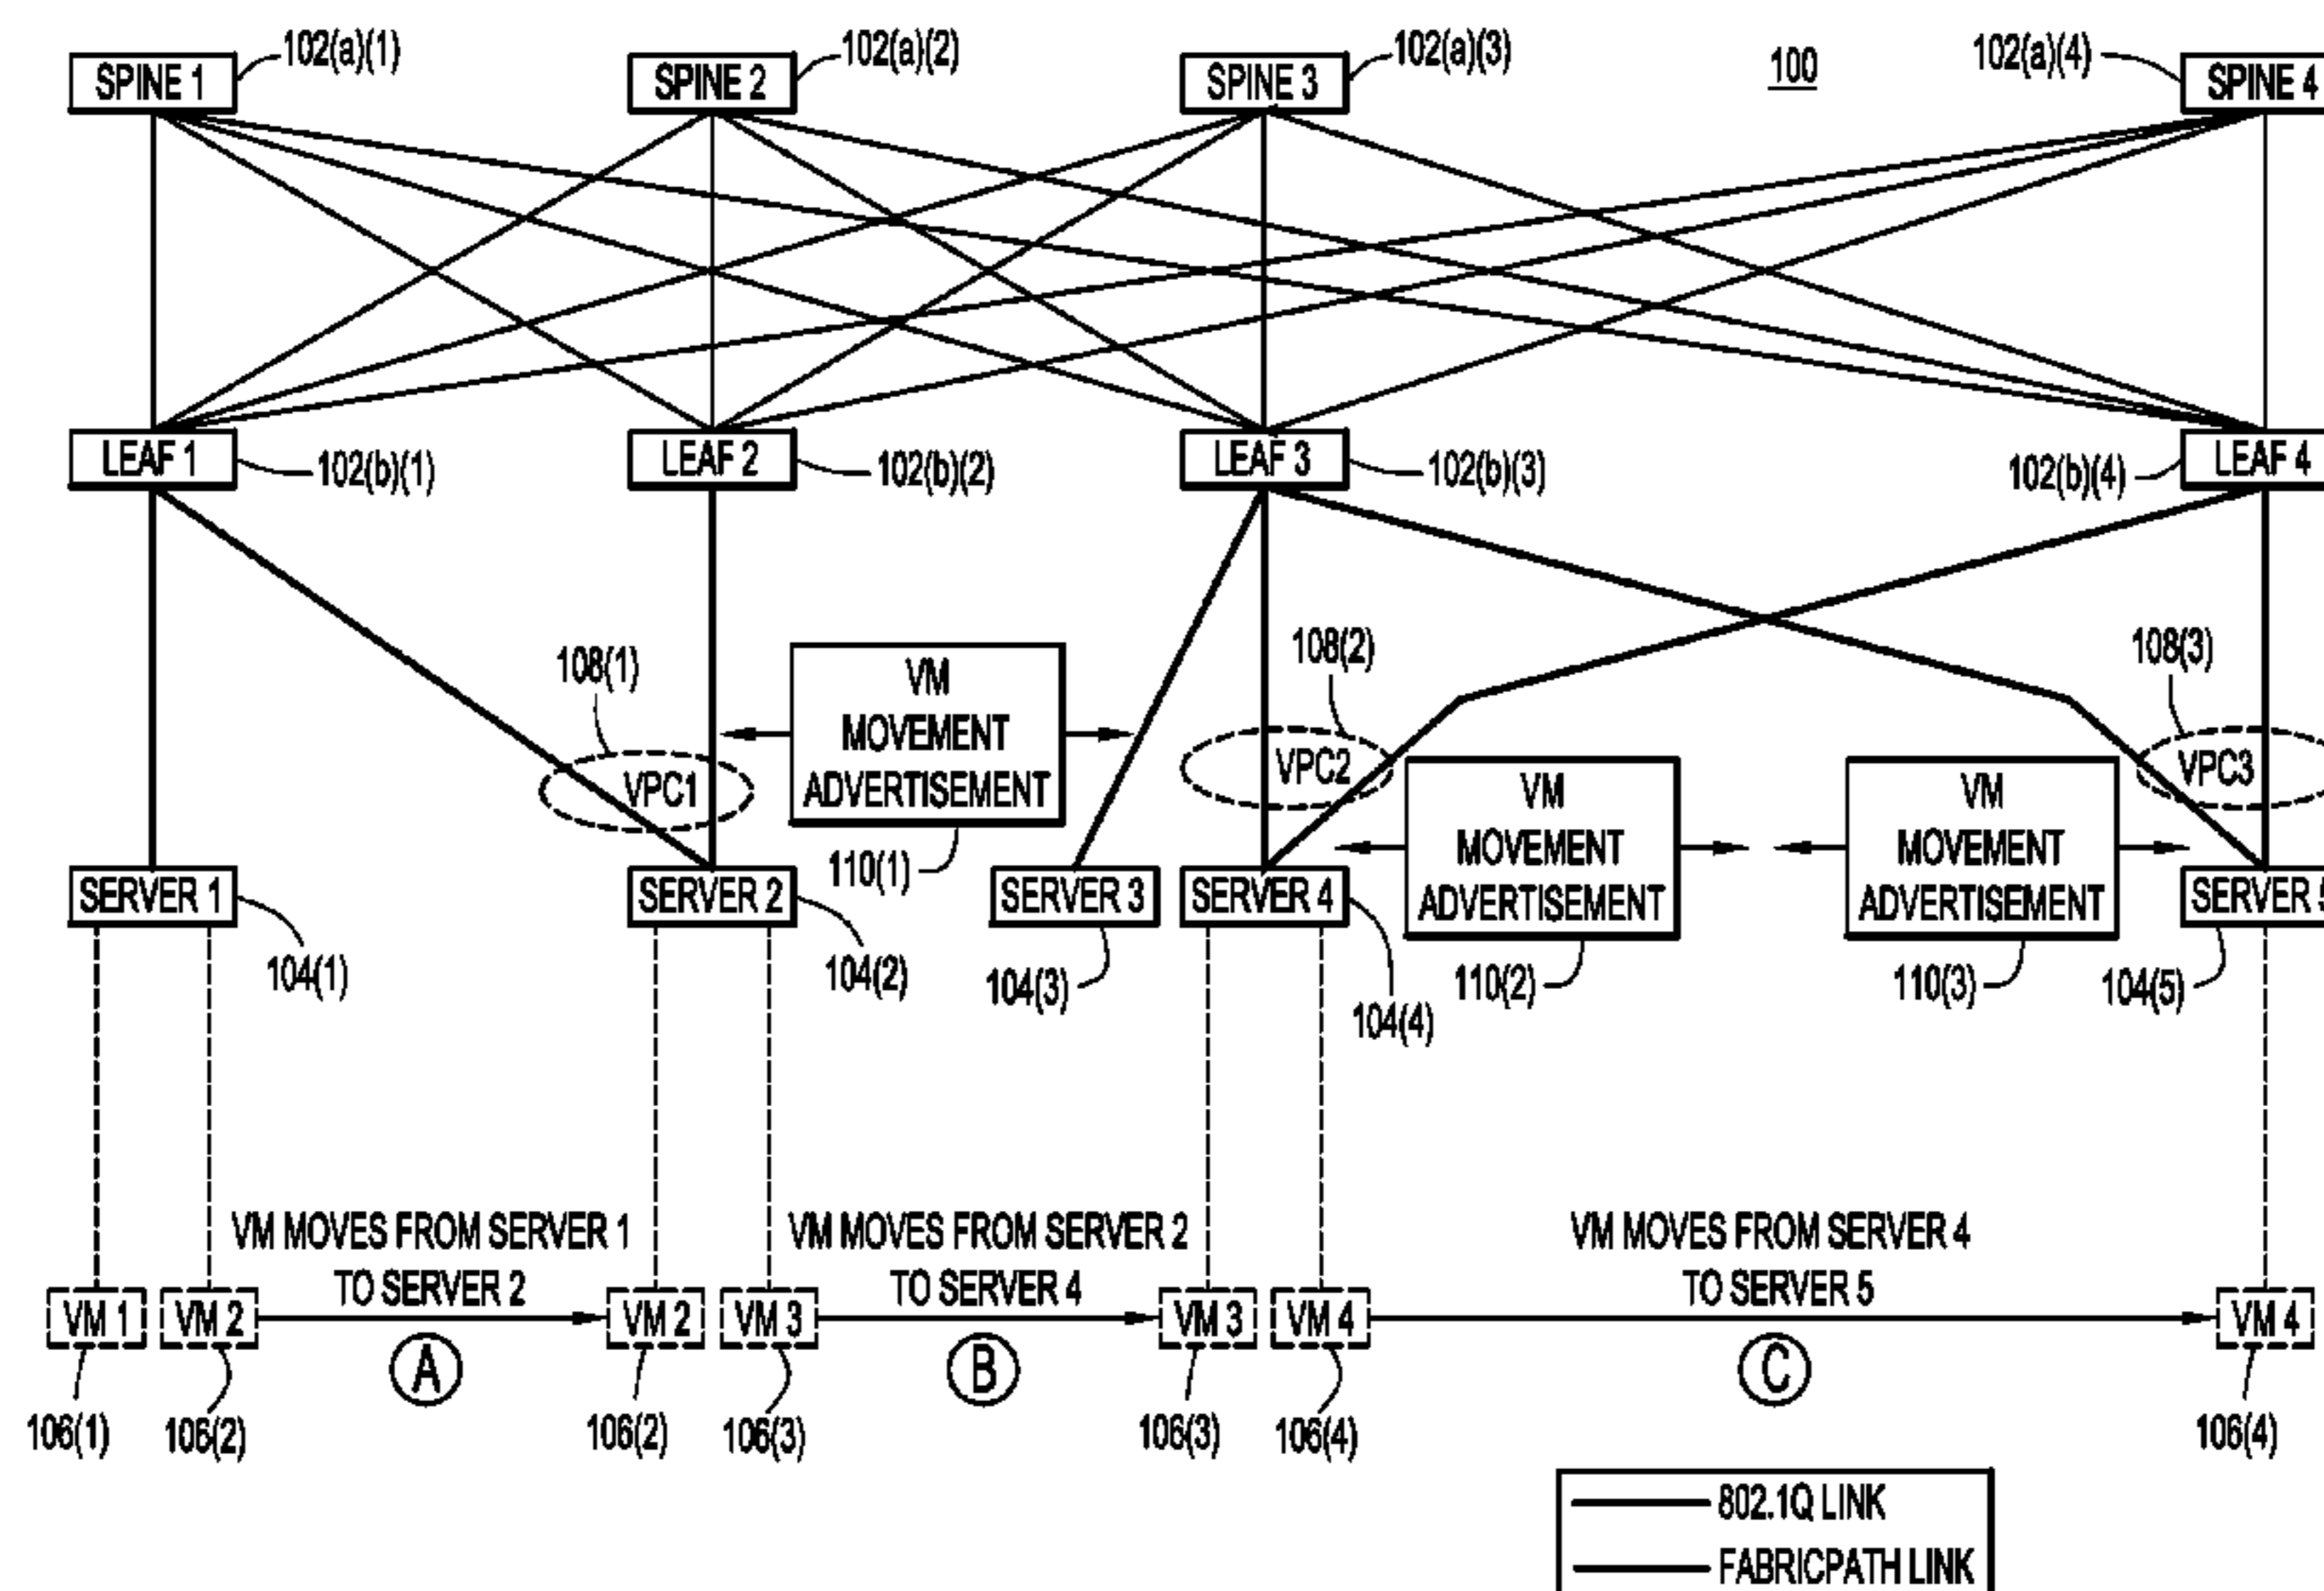 102(a)(1)
102(a)(2)
102(a)(3)
100
102(a)(4)
SPINE 1
SPINE 2
SPINE 3
SPINE 4
LEAF 1
102(b)(1)
LEAF 2
102(b)(2)
LEAF 3
102(b)(3)
102(b)(4)
LEAF 4
108(1)
VPC1
VM
MOVEMENT
ADVERTISEMENT
110(1)
108(2)
VPC2
VM
MOVEMENT
ADVERTISEMENT
110(2)
VM
MOVEMENT
ADVERTISEMENT
110(3)
108(3)
VPC3
SERVER 1
104(1)
SERVER 2
104(2)
SERVER 3
104(3)
SERVER 4
104(4)
SERVER 5
104(5)
VM MOVES FROM SERVER 1
TO SERVER 2
VM MOVES FROM SERVER 2
TO SERVER 4
VM MOVES FROM SERVER 4
TO SERVER 5
VM 1
VM 2
VM 2
VM 3
VM 3
VM 4
VM 4
A
B
C
106(1)
106(2)
106(2)
106(3)
106(3)
106(4)
106(4)
802.1Q LINK
FABRICPATH LINK